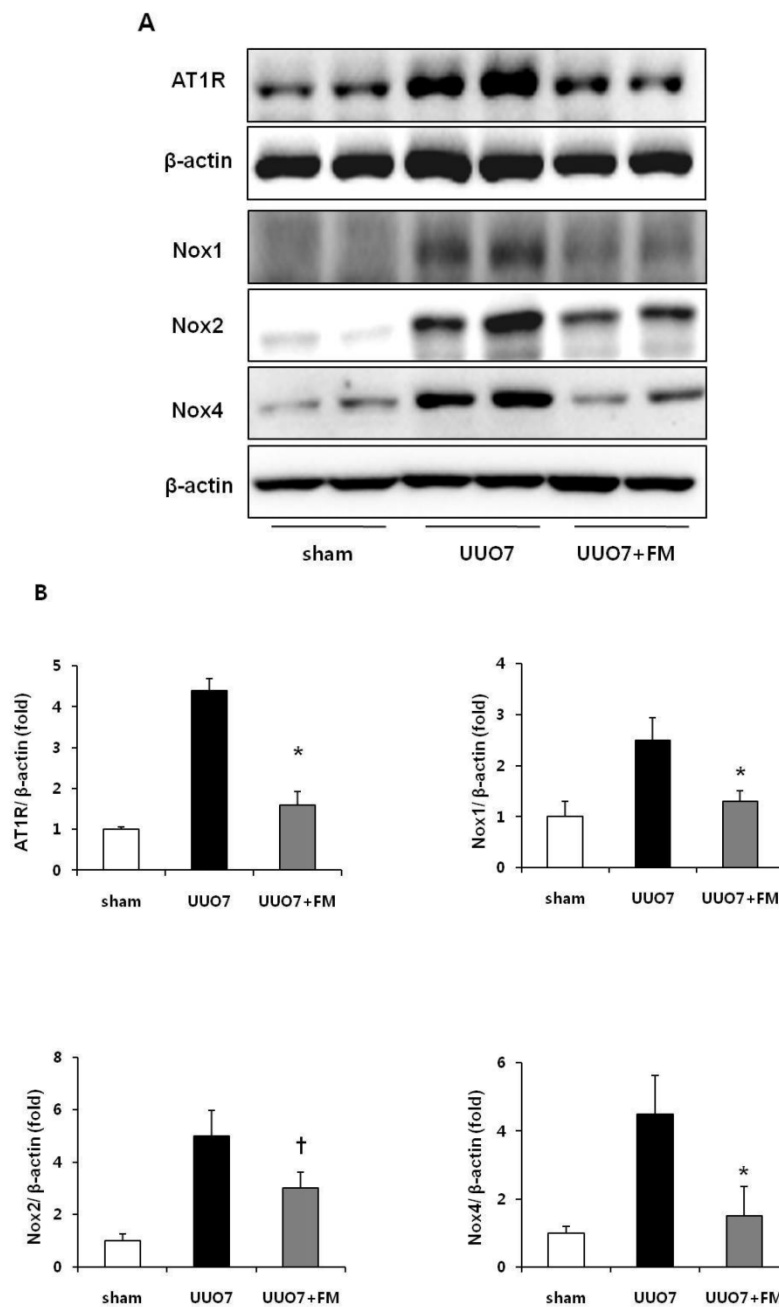 A
AT1R
β-actin
Nox1
Nox2
Nox4
β-actin
sham UUO7 UUO7+FM
B
AT1R/ β-actin (fold)
5
4
3
2
1
0
sham UUO7 UUO7+FM
*
Nox1/ β-actin (fold)
4
3
2
1
0
sham UUO7 UUO7+FM
*
Nox2/ β-actin (fold)
8
6
4
2
0
sham UUO7 UUO7+FM
†
Nox4/ β-actin (fold)
6
4
2
0
sham UUO7 UUO7+FM
*